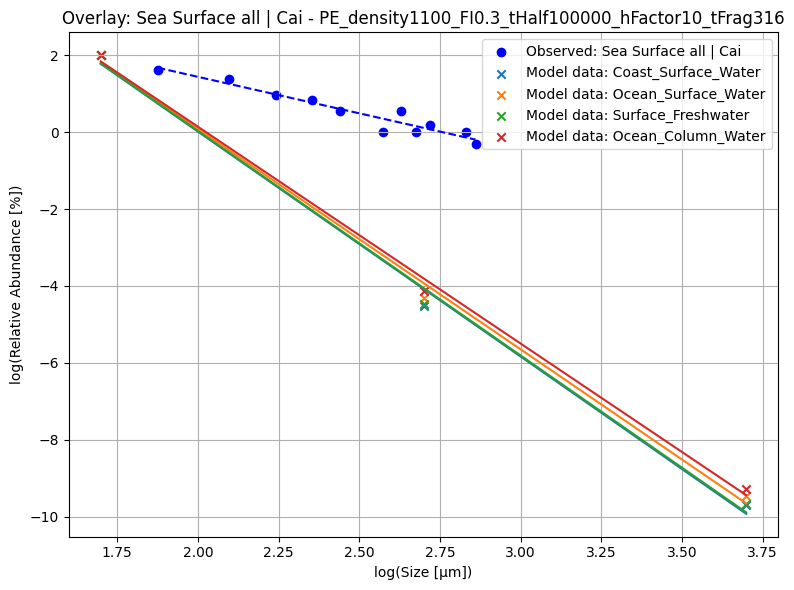 Overlay: Sea Surface all | Cai - PE_density1100_FI0.3_tHalf100000_hFactor10_tFrag316
Observed: Sea Surface all | Cai
Model data: Coast_Surface_Water
Model data: Ocean_Surface_Water
Model data: Surface_Freshwater
Model data: Ocean_Column_Water
log(Relative Abundance [%])
2
0
−2
−4
−6
−8
−10
1.75
2.00
2.25
2.50
2.75
3.00
3.25
3.50
3.75
log(Size [μm])